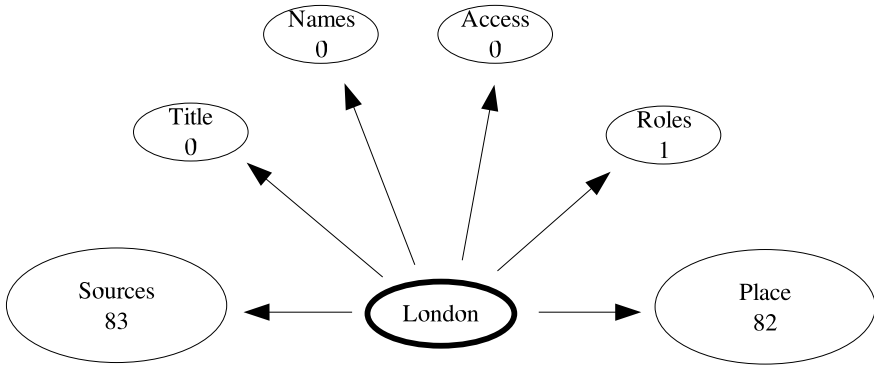 Names
0
Access
0
Title
0
Roles
1
Sources
83
London
Place
82